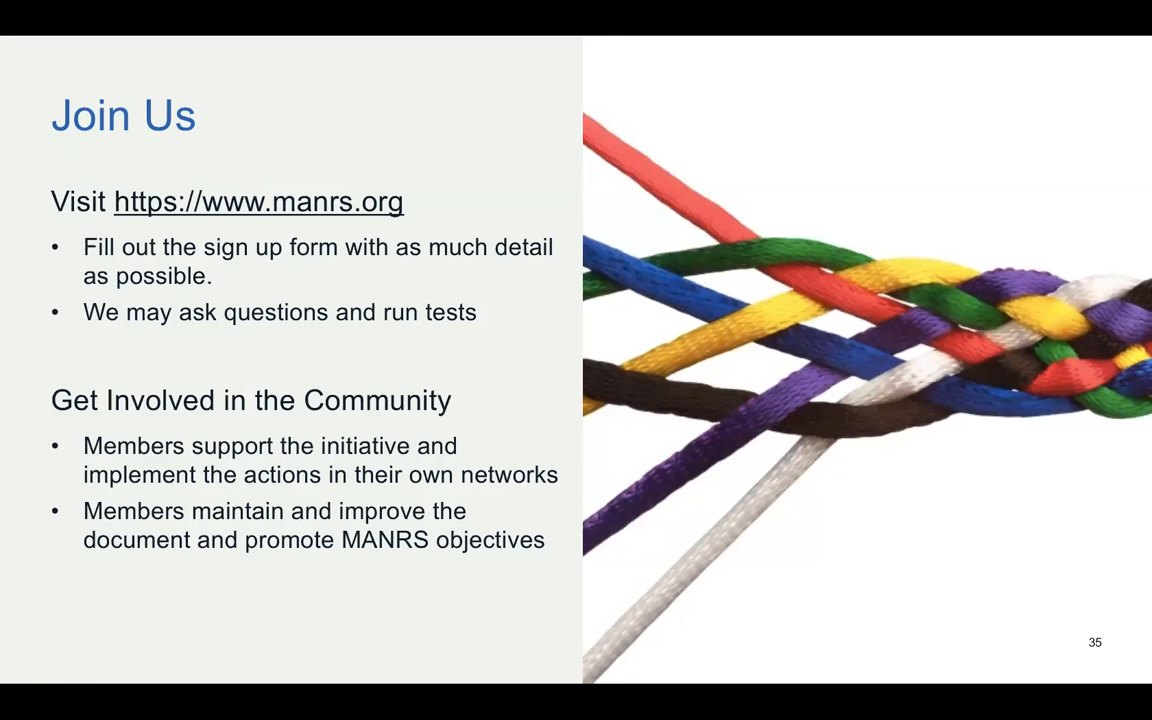 Join Us
Visit https://www.manrs.org
• Fill out the sign up form with as much detail
as possible.
• We may ask questions and run tests
Get Involved in the Community
• Members support the initiative and
implement the actions in their own networks
• Members maintain and improve the
document and promote MANRS objectives
35